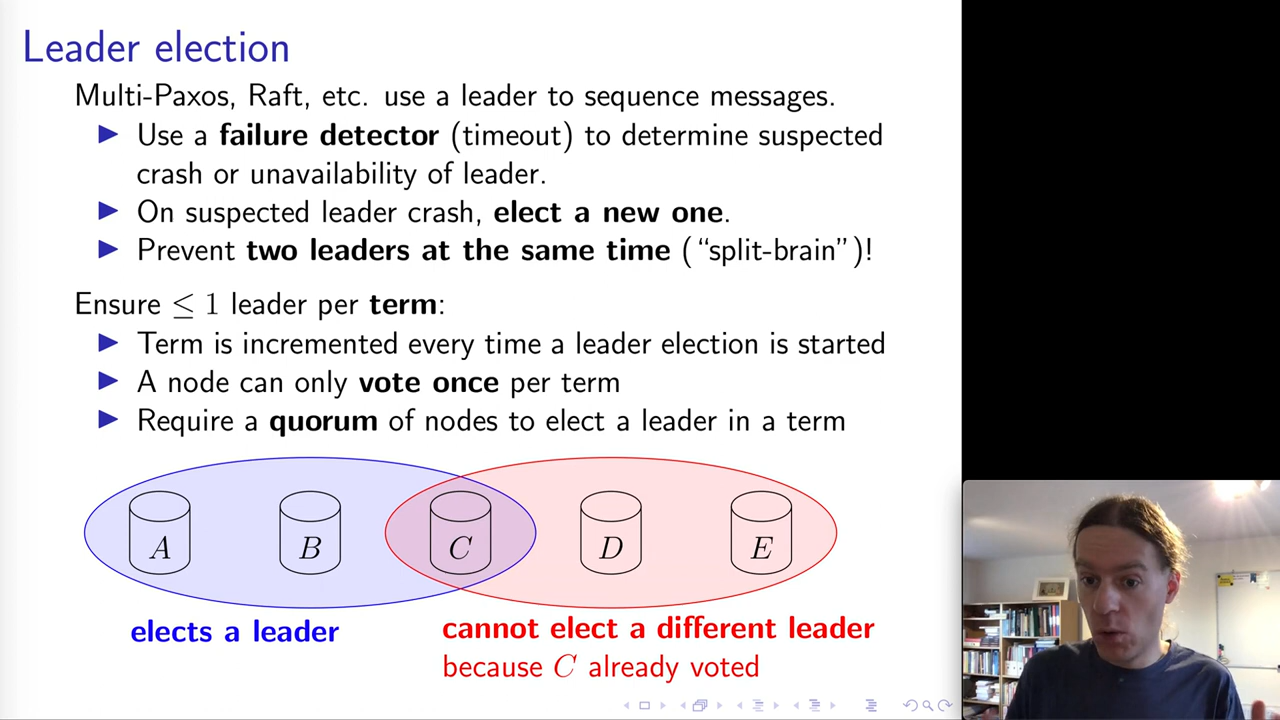 Leader election
Multi-Paxos, Raft, etc. use a leader to sequence messages.
Use a failure detector (timeout) to determine suspected
crash or unavailability of leader.
On suspected leader crash, elect a new one.
Prevent two leaders at the same time (“split-brain”)!
Ensure ≤ 1 leader per term:
Term is incremented every time a leader election is started
A node can only vote once per term
Require a quorum of nodes to elect a leader in a term
A B C D E
elects a leader
cannot elect a different leader
because C already voted